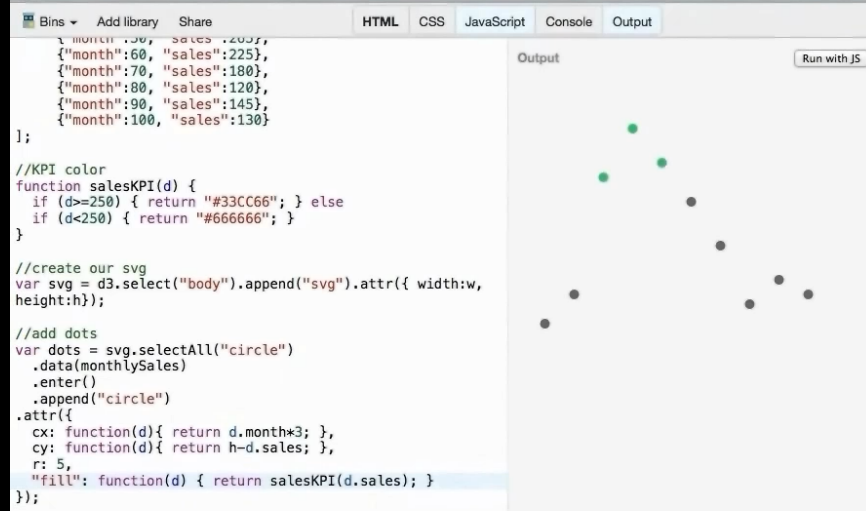 Bins Add library Share HTML CSS JavaScript Console Output
{"month":60, "sales":225},
{"month":70, "sales":180},
{"month":80, "sales":120},
{"month":90, "sales":145},
{"month":100, "sales":130}
];
//KPI color
function salesKPI(d) {
if (d>=250) { return "#33CC66"; } else
if (d<250) { return "#666666"; }
}
//create our svg
var svg = d3.select("body").append("svg").attr({ width:w,
height:h});
//add dots
var dots = svg.selectAll("circle")
.data(monthlySales)
.enter()
.append("circle")
.attr({
cx: function(d){ return d.month*3; },
cy: function(d){ return h-d.sales; },
r: 5,
"fill": function(d) { return salesKPI(d.sales); }
});
Output
Run with JS